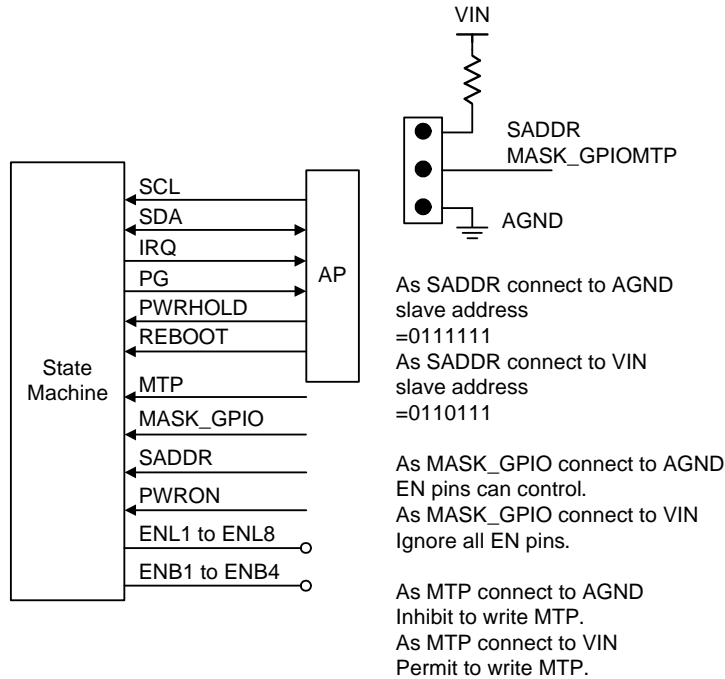 VIN
SADDR
MASK_GPIOMTP
AGND
SCL
SDA
IRQ
PG
PWRHOLD
REBOOT
AP
State
Machine
MTP
MASK_GPIO
SADDR
PWRON
ENL1 to ENL8
ENB1 to ENB4
As SADDR connect to AGND
slave address
=0111111
As SADDR connect to VIN
slave address
=0110111
As MASK_GPIO connect to AGND
EN pins can control.
As MASK_GPIO connect to VIN
Ignore all EN pins.
As MTP connect to AGND
Inhibit to write MTP.
As MTP connect to VIN
Permit to write MTP.